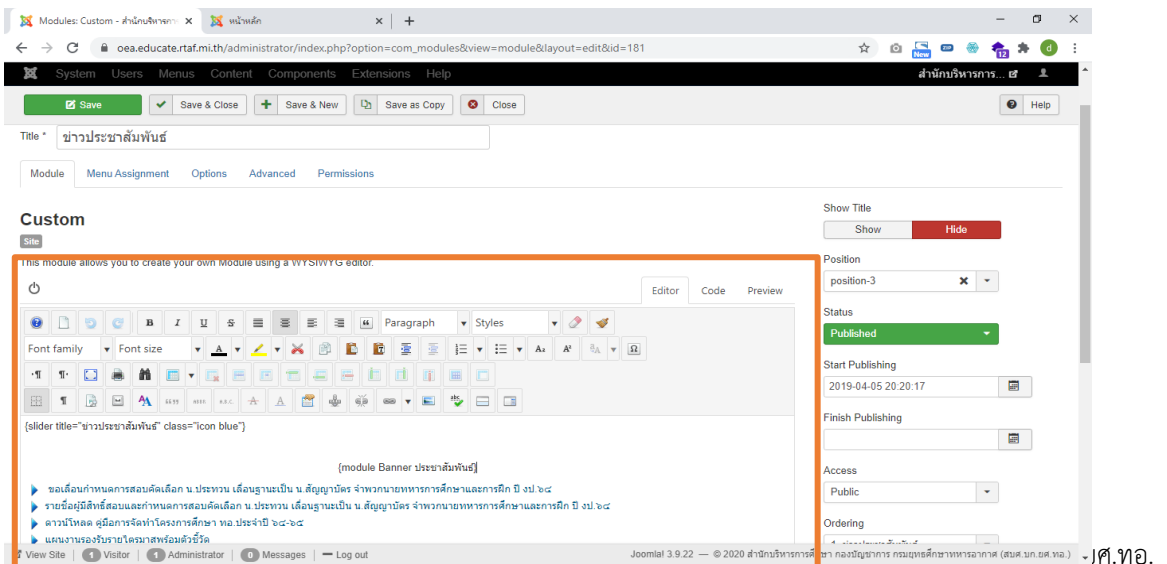 Modules: Custom - สำนักบริหารกา
หน้าหลัก
oea.educate.rtaf.mi.th/administrator/index.php?option=com_modules&view=module&layout=edit&id=181
System Users Menus Content Components Extensions Help สำนักบริหารการ...
Save Save & Close Save & New Save as Copy Close Help
Title * ข่าวประชาสัมพันธ์
Module Menu Assignment Options Advanced Permissions
Custom
Site
This module allows you to create your own Module using a WYSIWYG editor.
Editor Code Preview
Paragraph Styles
Font family Font size
{slider title="ข่าวประชาสัมพันธ์" class="icon blue"}
{module Banner ประชาสัมพันธ์}
ขอเลื่อนกำหนดการสอบคัดเลือก น.ประทวน เลื่อนฐานะเป็น น.สัญญาบัตร จำพวกนายทหารการศึกษาและการฝึก ปี งป.๖๔
รายชื่อผู้มีสิทธิ์สอบและกำหนดการสอบคัดเลือก น.ประทวน เลื่อนฐานะเป็น น.สัญญาบัตร จำพวกนายทหารการศึกษาและการฝึก ปี งป.๖๔
ดาวน์โหลด คู่มือการจัดทำโครงการศึกษา ทอ.ประจำปี ๖๔-๖๕
แผนงานรองรับรายไตรมาสพร้อมตัวชี้วัด
Show Title
Show Hide
Position
position-3
Status
Published
Start Publishing
2019-04-05 20:20:17
Finish Publishing
Access
Public
Ordering
View Site 1 Visitor 1 Administrator 0 Messages Log out Joomla! 3.9.22 — © 2020 สำนักบริหารการศึกษา กองบัญชาการ กรมยุทธศึกษาทหารอากาศ (สบศ.บก.ยศ.ทอ.)
ยศ.ทอ.